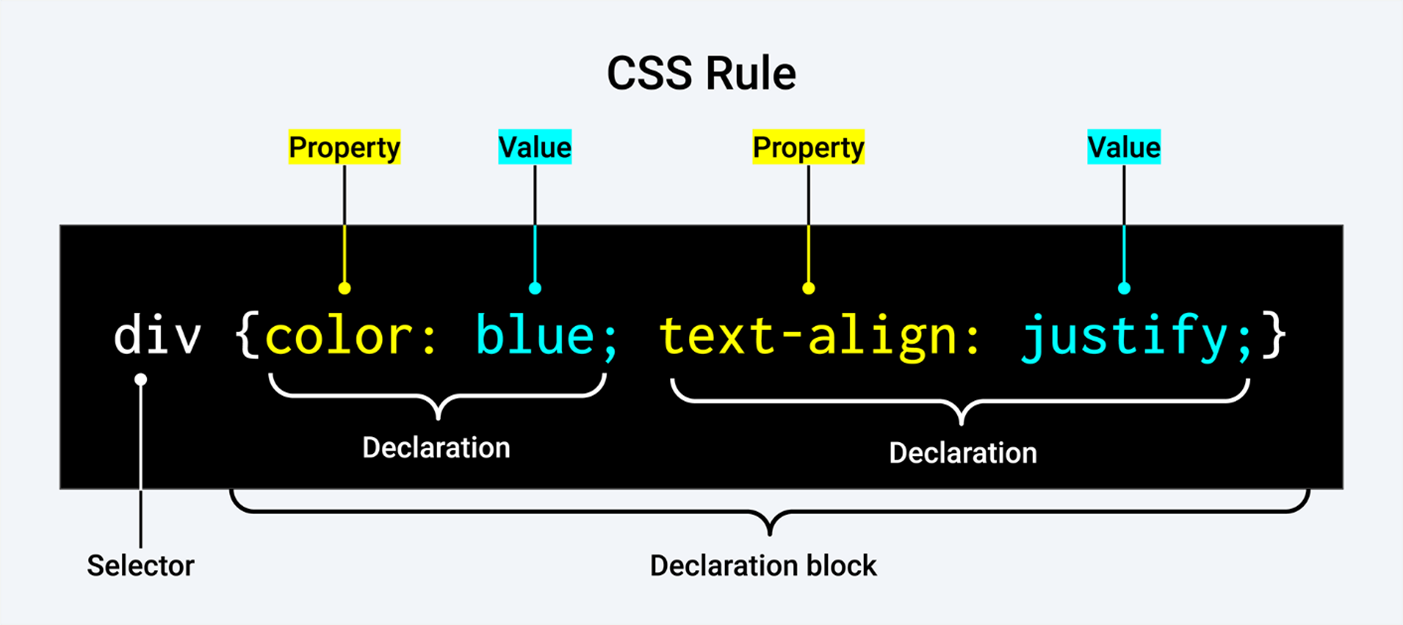 CSS Rule
Property Value Property Value
div {color: blue; text-align: justify;}
Declaration Declaration
Selector Declaration block